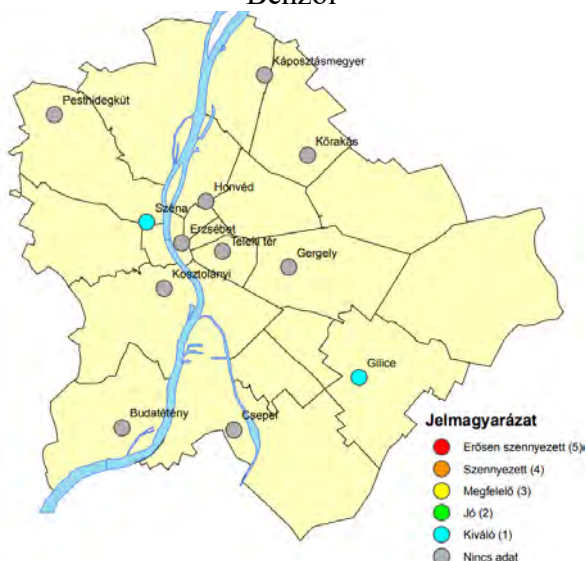 Benzol
Káposztásmegyer
Pesthidegkút
Kőrakás
Honvéd
Széna
Erzsébet
Teleki tér
Gergely
Kosztolányi
Gilice
Budatétény
Csepel
Jelmagyarázat
Erősen szennyezett (5)
Szennyezett (4)
Megfelelő (3)
Jó (2)
Kiváló (1)
Nincs adat